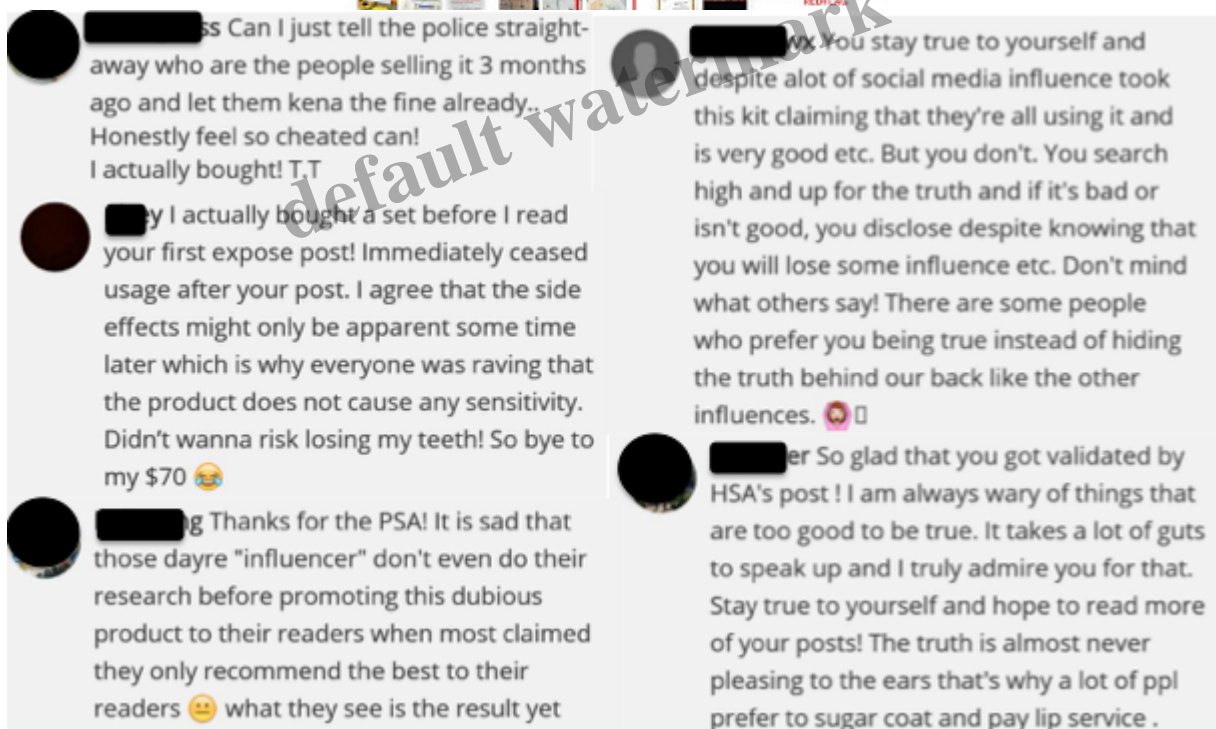 ss Can I just tell the police straight-
away who are the people selling it 3 months
ago and let them kena the fine already..
Honestly feel so cheated can!
I actually bought! T.T
y I actually bought a set before I read
your first expose post! Immediately ceased
usage after your post. I agree that the side
effects might only be apparent some time
later which is why everyone was raving that
the product does not cause any sensitivity.
Didn't wanna risk losing my teeth! So bye to
my $70 😂
g Thanks for the PSA! It is sad that
those dayre "influencer" don't even do their
research before promoting this dubious
product to their readers when most claimed
they only recommend the best to their
readers 😐 what they see is the result yet
wx You stay true to yourself and
despite alot of social media influence took
this kit claiming that they're all using it and
is very good etc. But you don't. You search
high and up for the truth and if it's bad or
isn't good, you disclose despite knowing that
you will lose some influence etc. Don't mind
what others say! There are some people
who prefer you being true instead of hiding
the truth behind our back like the other
influences.
er So glad that you got validated by
HSA's post ! I am always wary of things that
are too good to be true. It takes a lot of guts
to speak up and I truly admire you for that.
Stay true to yourself and hope to read more
of your posts! The truth is almost never
pleasing to the ears that's why a lot of ppl
prefer to sugar coat and pay lip service .
default watermark